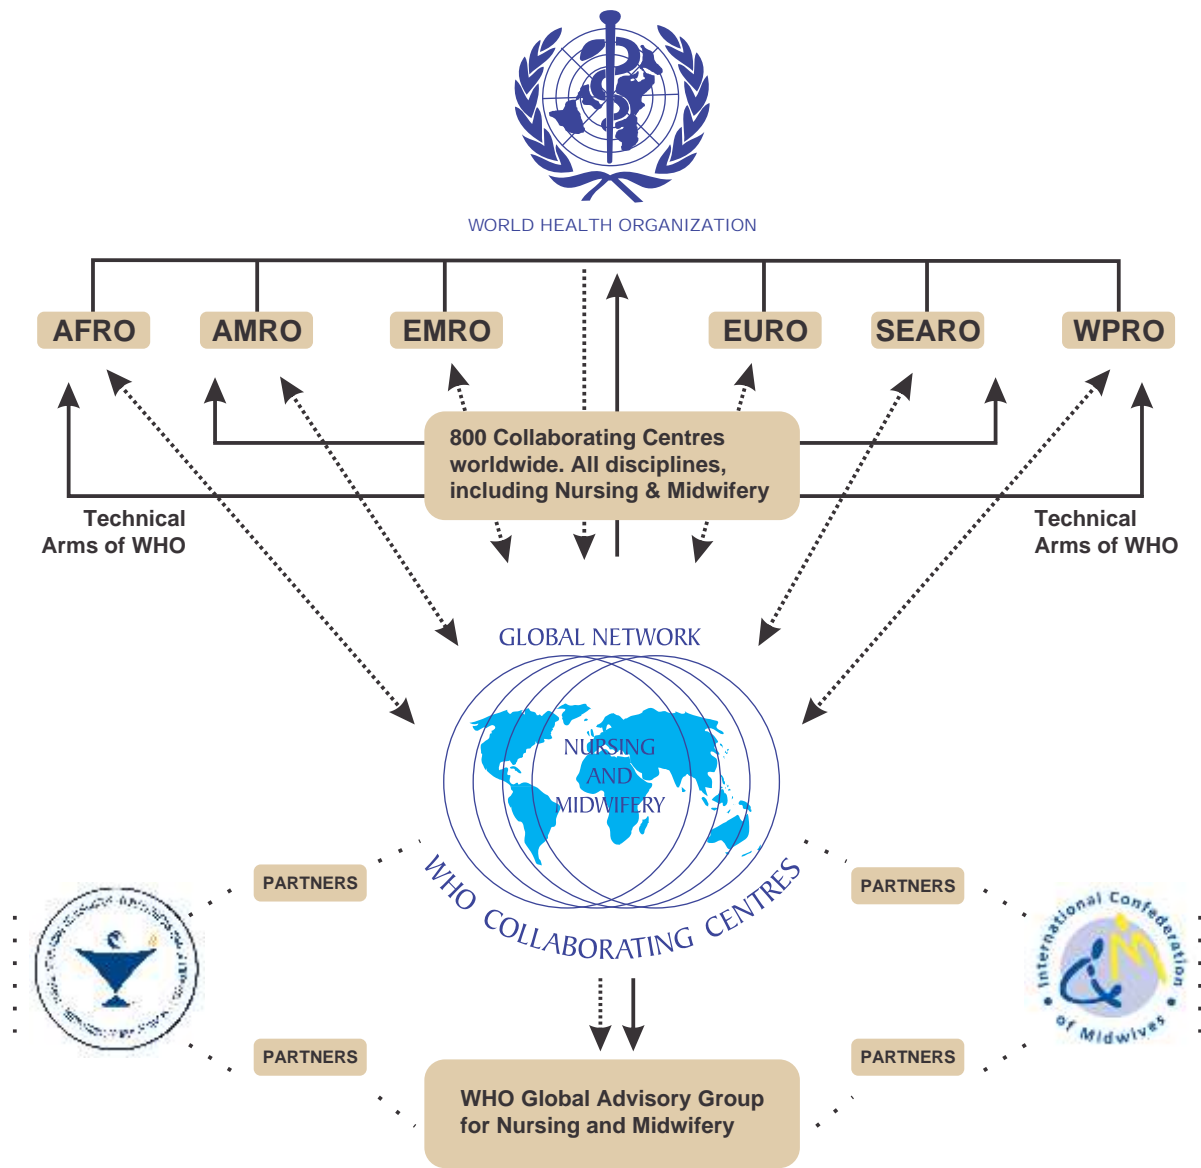 WORLD HEALTH ORGANIZATION
AFRO
AMRO
EMRO
EURO
SEARO
WPRO
800 Collaborating Centres
worldwide. All disciplines,
including Nursing & Midwifery
Technical
Arms of WHO
Technical
Arms of WHO
GLOBAL NETWORK
NURSING
AND
MIDWIFERY
WHO COLLABORATING CENTRES
PARTNERS
PARTNERS
International Confederation
of Midwives
PARTNERS
PARTNERS
WHO Global Advisory Group
for Nursing and Midwifery